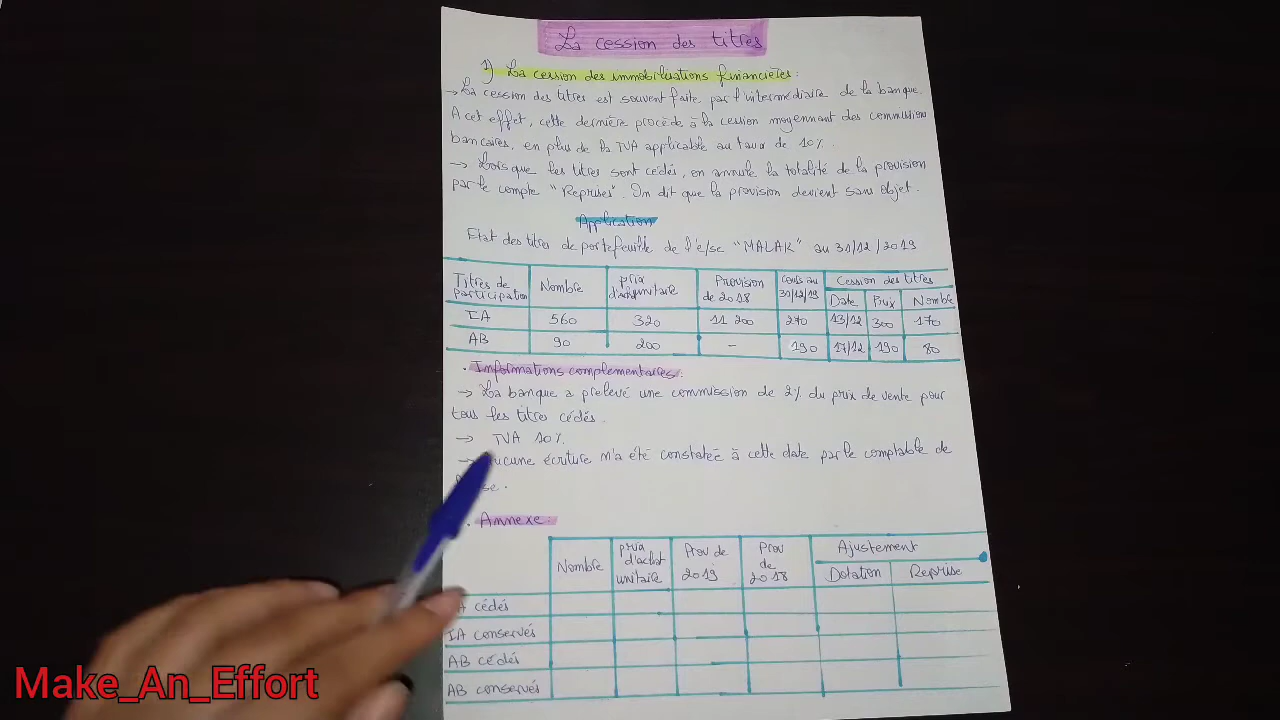 La cession des titres
1) La cession des immobilisations financières:
→ La cession des titres est souvent faite par l'intermédiaire de la banque.
A cet effet, cette dernière procède à la cession moyennant des commission
bancaires, en plus de la TVA applicable au taux de 10%.
→ Lorsque les titres sont cédés, on annule la totalité de la provision
par le compte "Reprises". On dit que la provision devient sans objet.
Application
Etat des titres de portefeuille de l'e/se "MALAK" au 31/12/2019
Titres de participation Nombre prix d'achat unitaire Provision de 2018 Cours au 31/12/19 Cession des titres
Date Prix Nombre
IA 560 320 11 200 270 13/12 300 170
AB 90 200 - 190 17/12 190 80
. Informations complementaires:
→ La banque a prélevé une commission de 2% du prix de vente pour
tous les titres cédés.
→ TVA 10%.
→ Aucune écriture n'a été constatée à cette date par le comptable de
. Annexe:
Nombre prix d'achat unitaire Prov de 2019 Prov de 2018 Ajustement
Dotation Reprise
cédés
IA conservés
AB cédés
AB conservés
Make_An_Effort